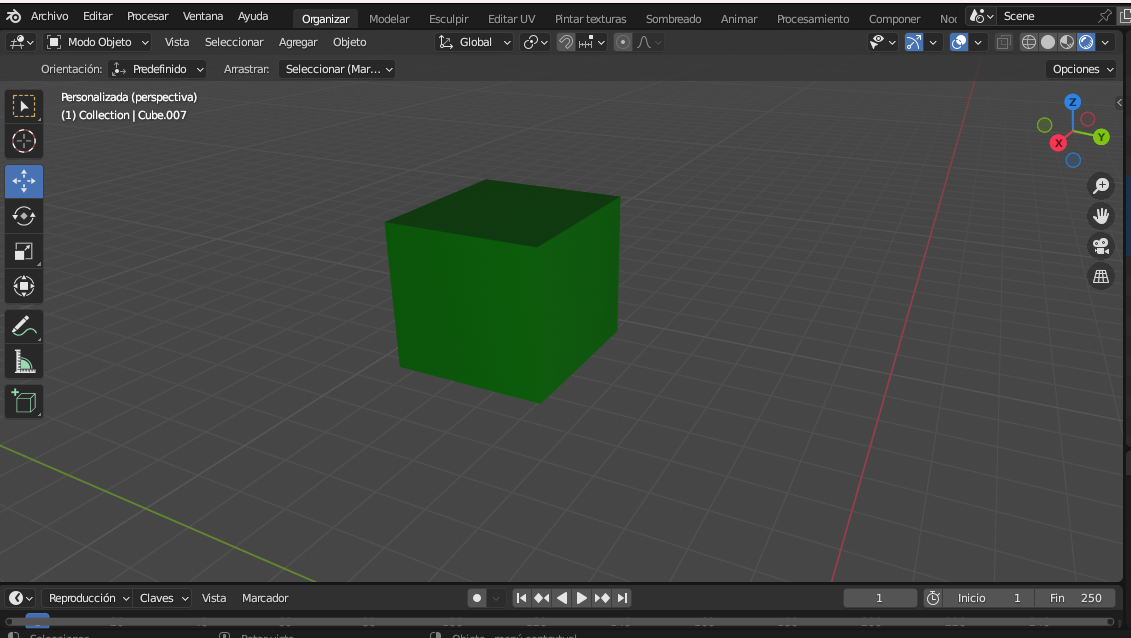 Archivo Editar Procesar Ventana Ayuda Organizar Modelar Esculpir Editar UV Pintar texturas Sombreado Animar Procesamiento Componer Scene
Modo Objeto Vista Seleccionar Agregar Objeto Global
Orientación: Predefinido Arrastrar: Seleccionar (Mar... Opciones
Personalizada (perspectiva)
(1) Collection | Cube.007
Z
Y
X
Reproducción Claves Vista Marcador 1 Inicio 1 Fin 250